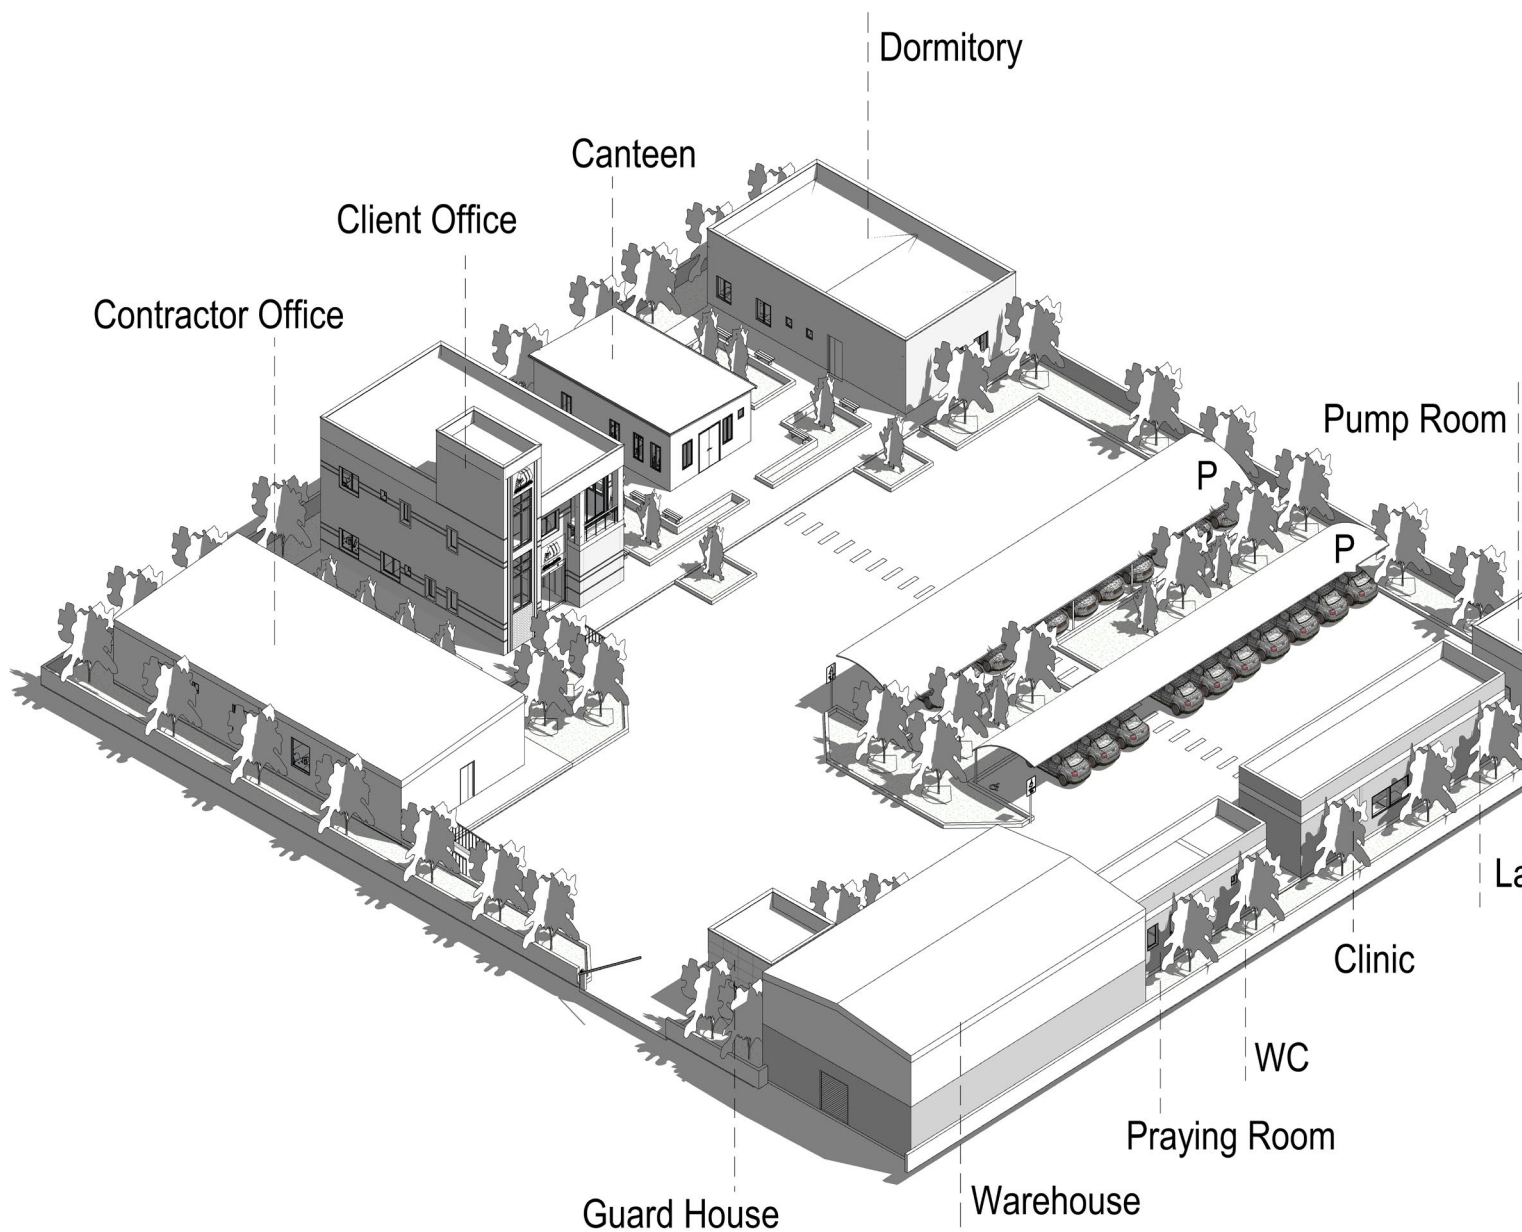 Dormitory
Canteen
Client Office
Contractor Office
Pump Room
P
P
Clinic
WC
Praying Room
Warehouse
Guard House